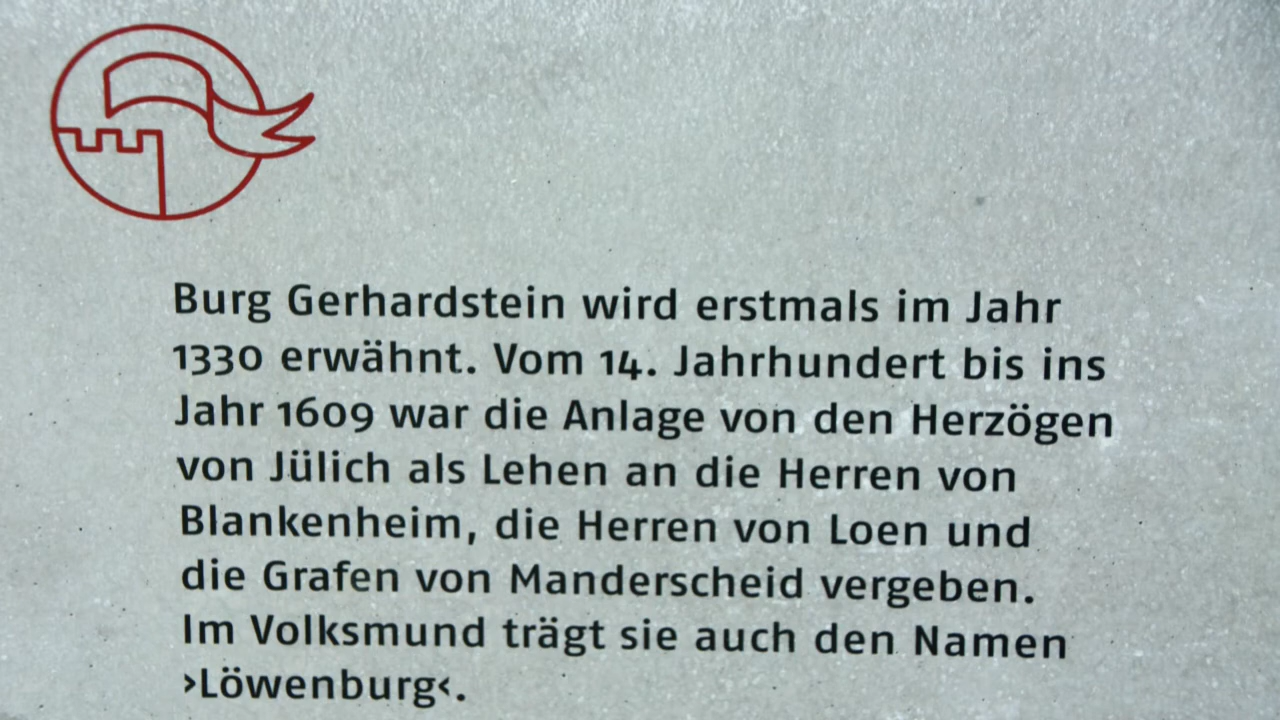 Burg Gerhardstein wird erstmals im Jahr
1330 erwähnt. Vom 14. Jahrhundert bis ins
Jahr 1609 war die Anlage von den Herzögen
von Jülich als Lehen an die Herren von
Blankenheim, die Herren von Loen und
die Grafen von Manderscheid vergeben.
Im Volksmund trägt sie auch den Namen
›Löwenburg‹.